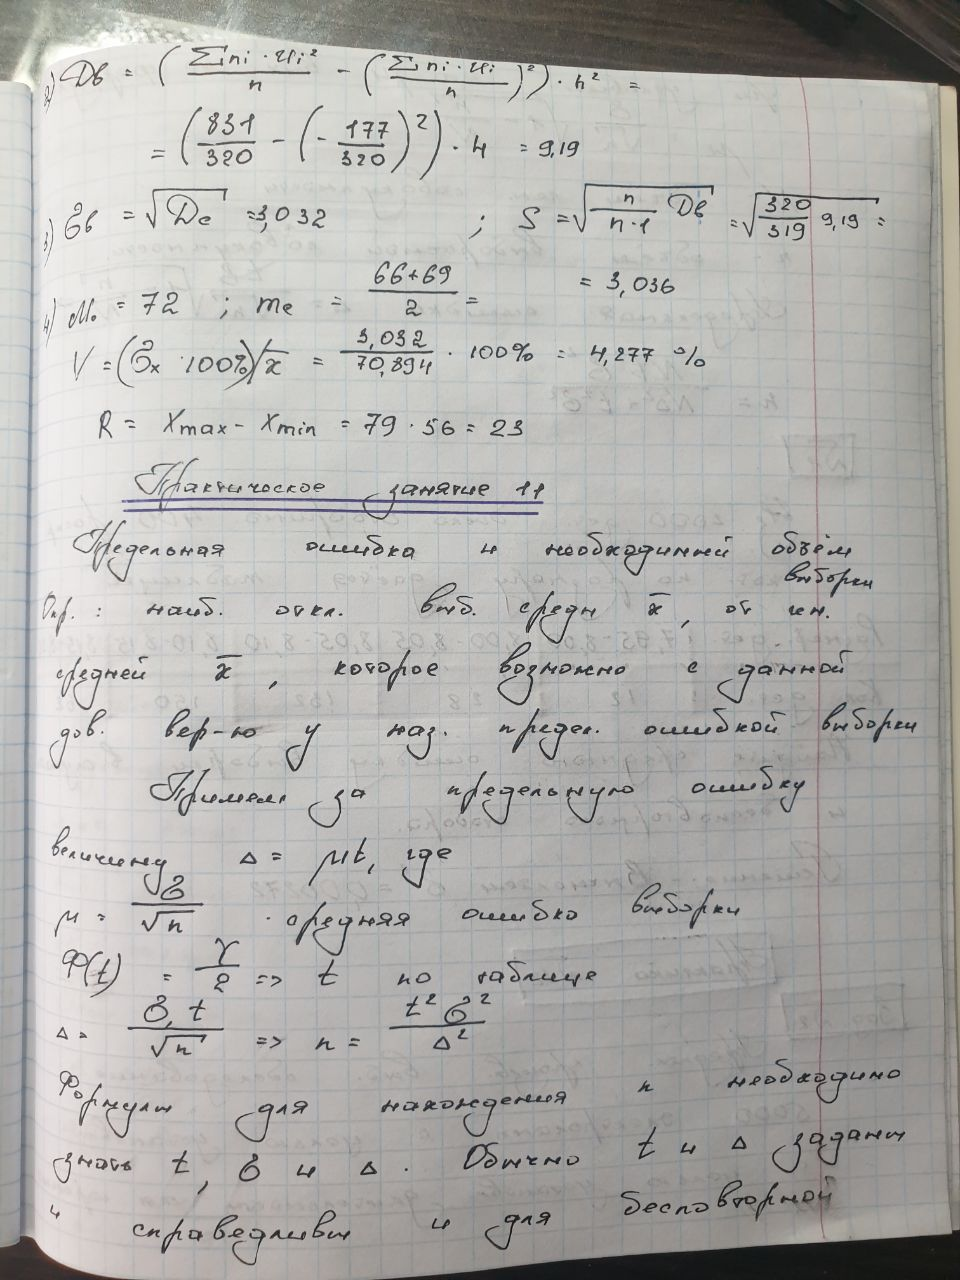 2) Dв = (∑ni·ui²/n − (∑ni·ui/n)²)·h² =
= (831/320 − (−177/320)²)·4 = 9,19
3) σв = √Dв = 3,032 ; S = √(n/(n-1) Dв) = √(320/319 9,19) =
= 3,036
4) Mo = 72 ; me = (66+69)/2 =
V = (σx · 100%)/x̄ = 3,032/70,894 · 100% = 4,277 %
R = Xmax - Xmin = 79 - 56 = 23
Практическое занятие 11
Предельная ошибка и необходимый объём
выборки
Опр.: наиб. откл. выб. средн x̄, от ген.
средней x̄, которое возможно с данной
дов. вер-ю γ наз. предел. ошибкой выборки
Примем за предельную ошибку
величину Δ = μt, где
μ = σ/√n - средняя ошибка выборки
Ф(t) = γ/2 => t по таблице
Δ = σ·t/√n => n = t²σ²/Δ²
Формулы для нахождения n необходимо
знать t, σ и Δ. Обычно t и Δ заданы
и справедливы и для бесповторной